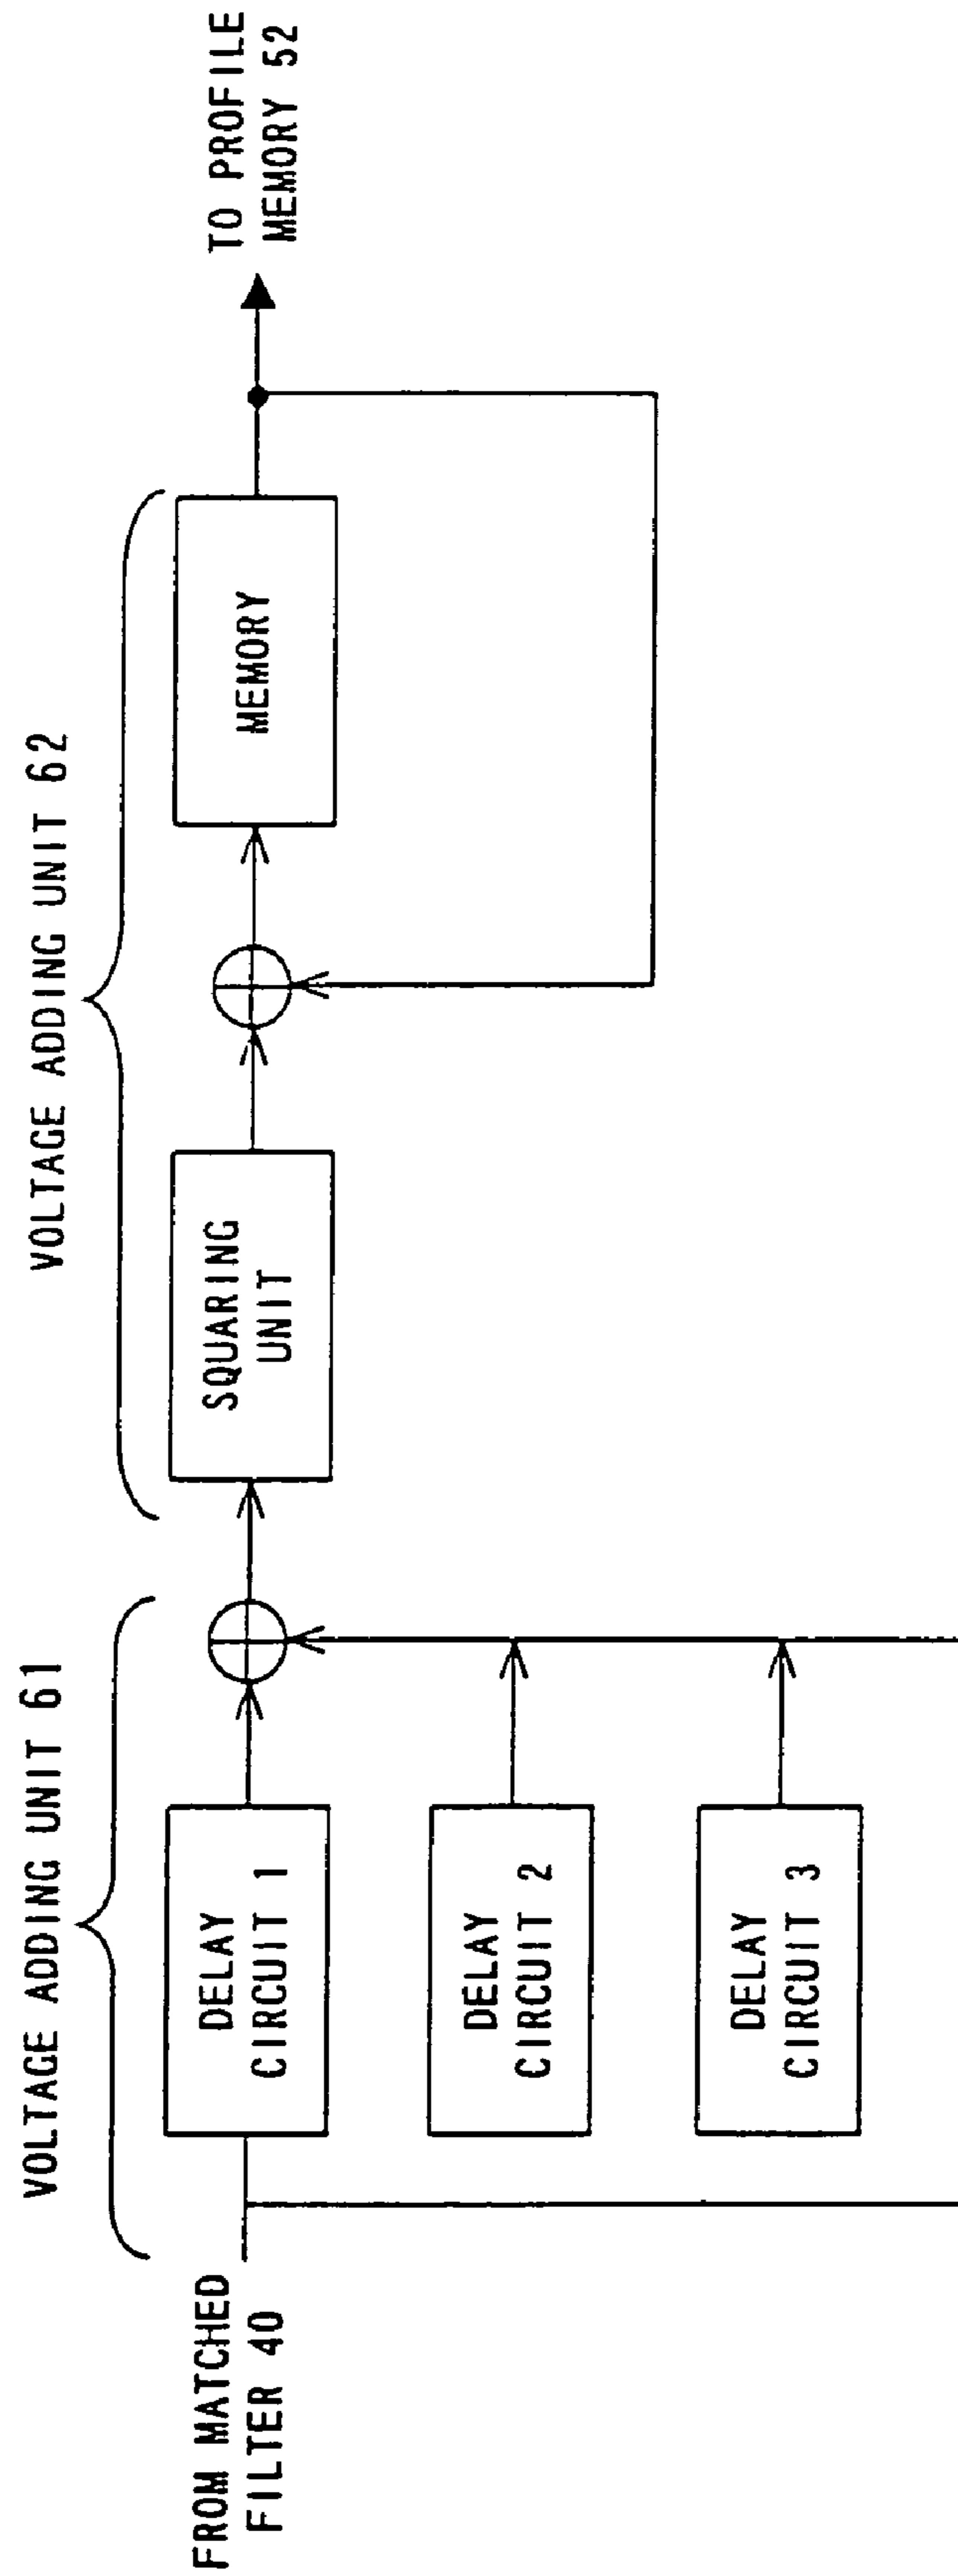 VOLTAGE ADDING UNIT 61
VOLTAGE ADDING UNIT 62
FROM MATCHED
FILTER 40
DELAY
CIRCUIT 1
SQUARING
UNIT
MEMORY
TO PROFILE
MEMORY 52
DELAY
CIRCUIT 2
DELAY
CIRCUIT 3